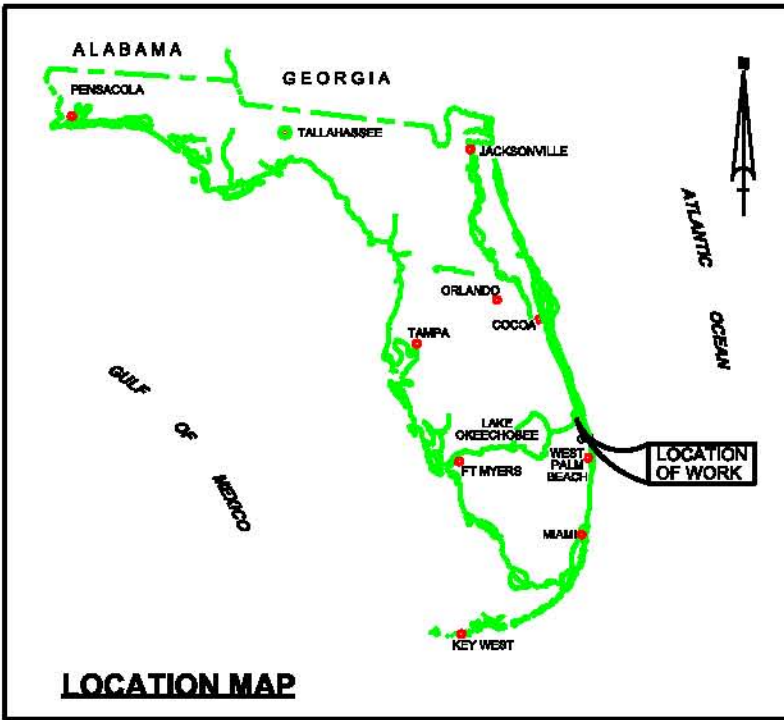 ALABAMA
GEORGIA
N
PENSACOLA
TALLAHASSEE
JACKSONVILLE
ATLANTIC
OCEAN
ORLANDO
COCOA
TAMPA
GULF
OF
MEXICO
LAKE
OKEECHOBEE
WEST
PALM
BEACH
LOCATION
OF WORK
FT MYERS
MIAMI
KEY WEST
LOCATION MAP